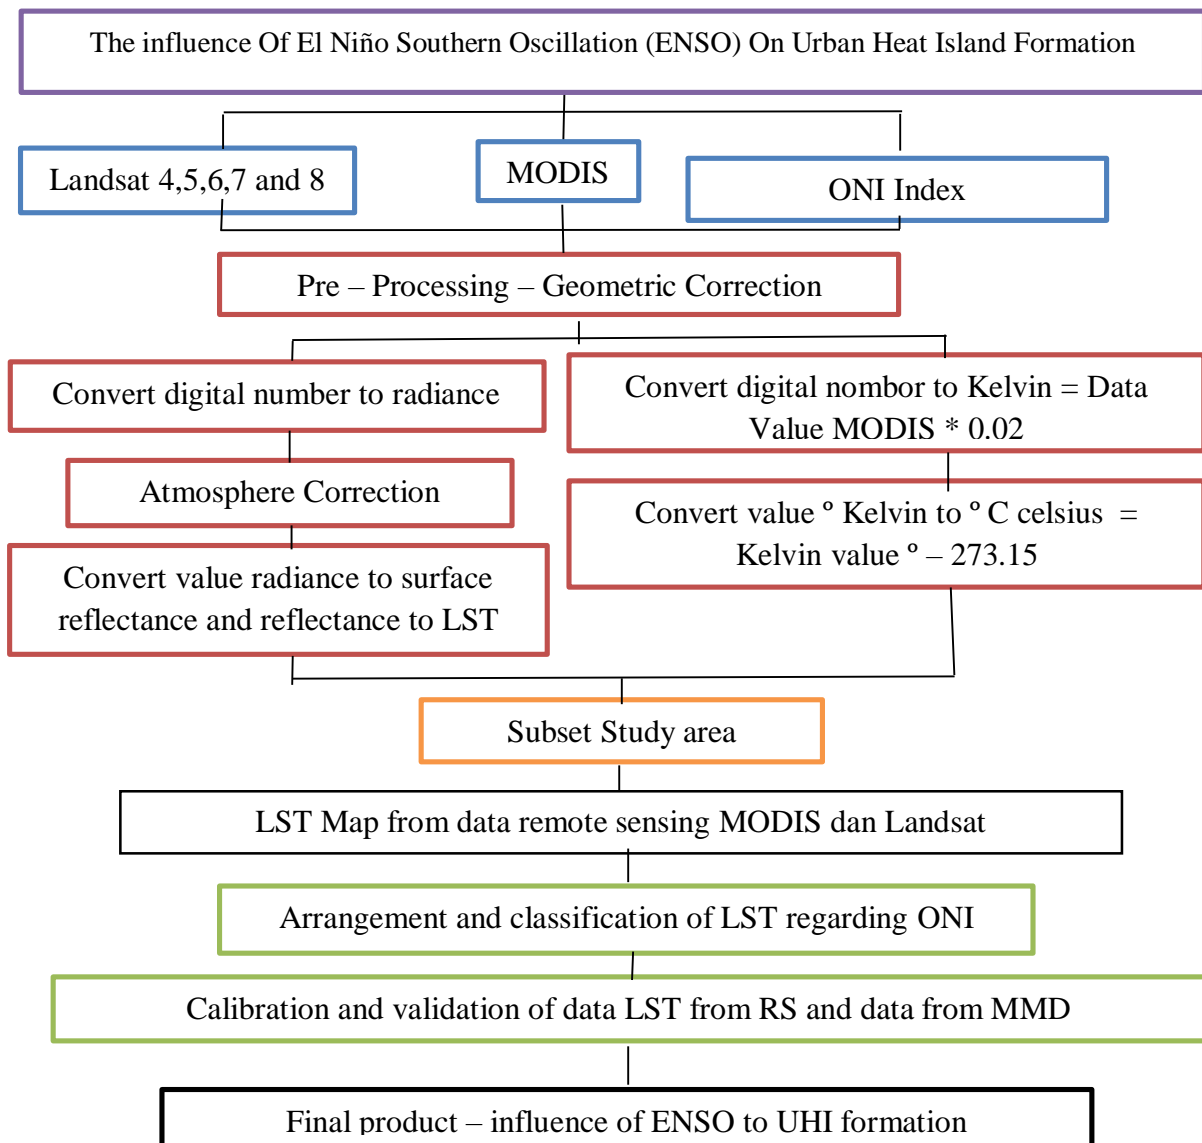 The influence Of El Niño Southern Oscillation (ENSO) On Urban Heat Island Formation
Landsat 4,5,6,7 and 8
MODIS
ONI Index
Pre – Processing – Geometric Correction
Convert digital number to radiance
Convert digital nombor to Kelvin = Data
Value MODIS * 0.02
Atmosphere Correction
Convert value º Kelvin to º C celsius =
Kelvin value º – 273.15
Convert value radiance to surface
reflectance and reflectance to LST
Subset Study area
LST Map from data remote sensing MODIS dan Landsat
Arrangement and classification of LST regarding ONI
Calibration and validation of data LST from RS and data from MMD
Final product – influence of ENSO to UHI formation